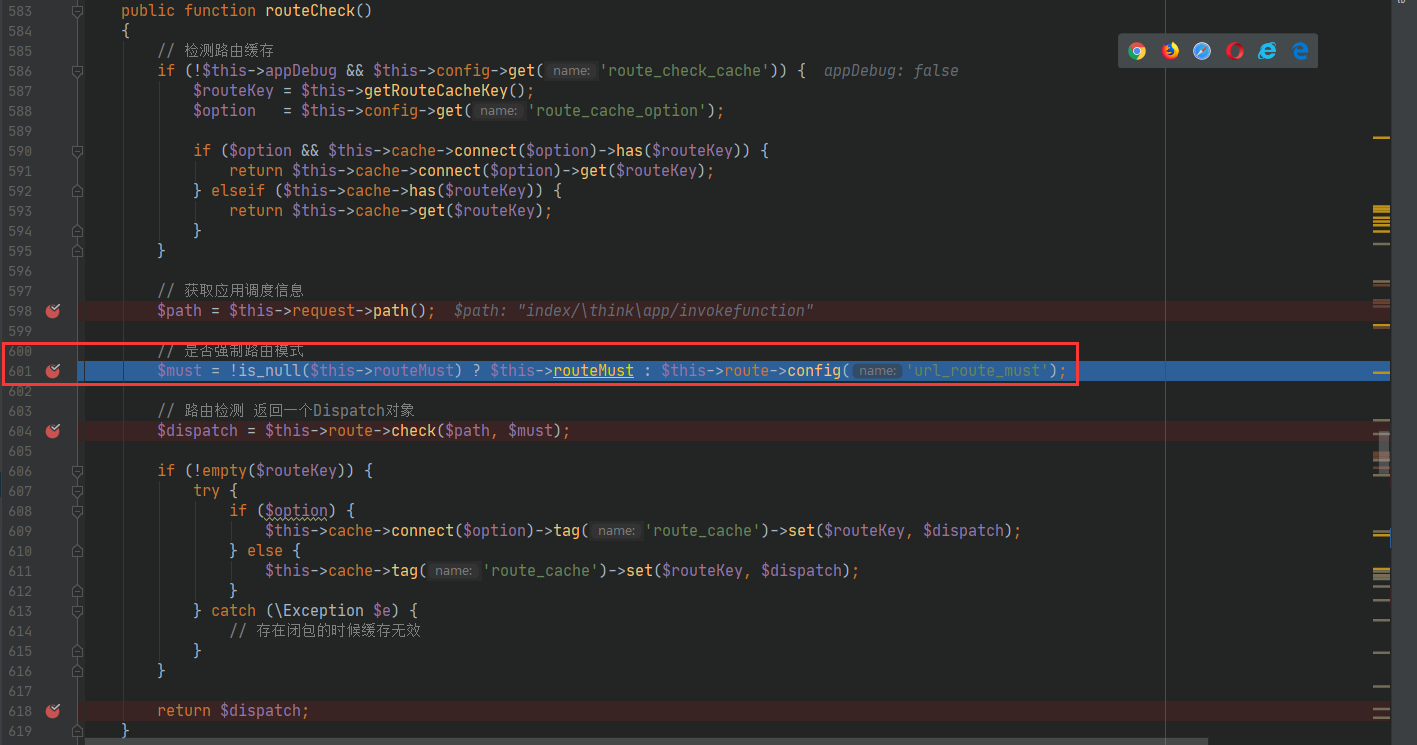 583 public function routeCheck()
584 {
585 // 检测路由缓存
586 if (!$this->appDebug && $this->config->get( name: 'route_check_cache')) { appDebug: false
587 $routeKey = $this->getRouteCacheKey();
588 $option   = $this->config->get( name: 'route_cache_option');
589
590 if ($option && $this->cache->connect($option)->has($routeKey)) {
591 return $this->cache->connect($option)->get($routeKey);
592 } elseif ($this->cache->has($routeKey)) {
593 return $this->cache->get($routeKey);
594 }
595 }
596
597 // 获取应用调度信息
598 $path = $this->request->path(); $path: "index/\think\app/invokefunction"
599
600 // 是否强制路由模式
601 $must = !is_null($this->routeMust) ? $this->routeMust : $this->route->config( name: 'url_route_must');
602
603 // 路由检测 返回一个Dispatch对象
604 $dispatch = $this->route->check($path, $must);
605
606 if (!empty($routeKey)) {
607 try {
608 if ($option) {
609 $this->cache->connect($option)->tag( name: 'route_cache')->set($routeKey, $dispatch);
610 } else {
611 $this->cache->tag( name: 'route_cache')->set($routeKey, $dispatch);
612 }
613 } catch (\Exception $e) {
614 // 存在闭包的时候缓存无效
615 }
616 }
617
618 return $dispatch;
619 }